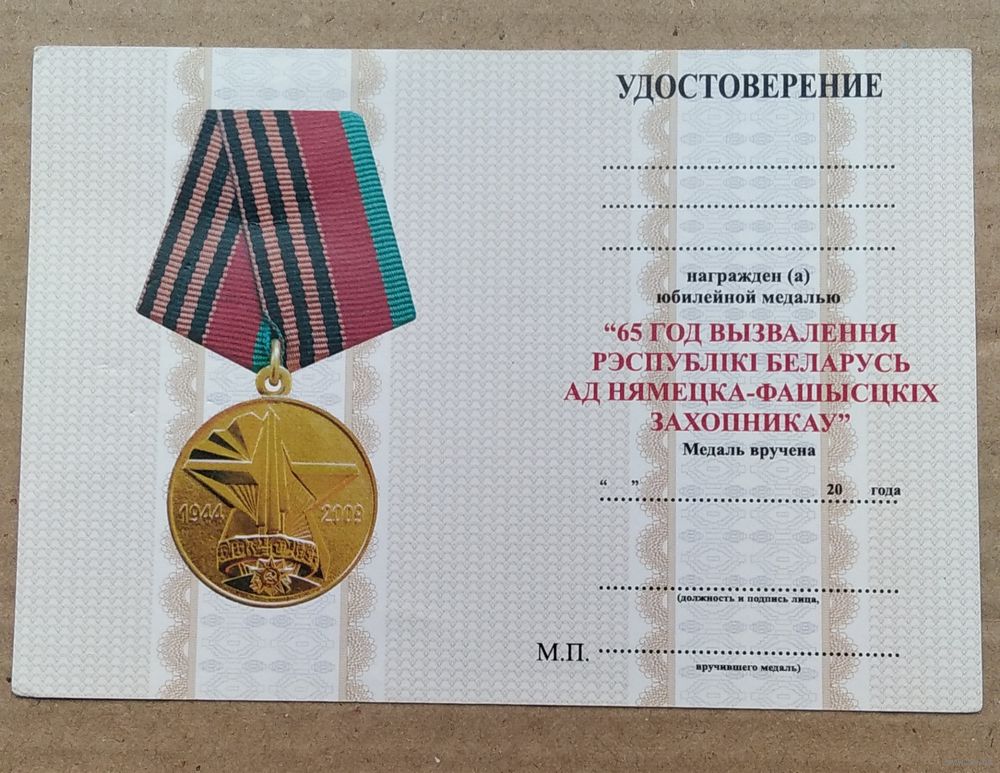 УДОСТОВЕРЕНИЕ
награжден (а)
юбилейной медалью
“65 ГОД ВЫЗВАЛЕННЯ
РЭСПУБЛІКІ БЕЛАРУСЬ
АД НЯМЕЦКА-ФАШЫСЦКІХ
ЗАХОПНИКАУ”
Медаль вручена
“ ” 20 года
(должность и подпись лица,
М.П.
вручившего медаль)
1944 2009